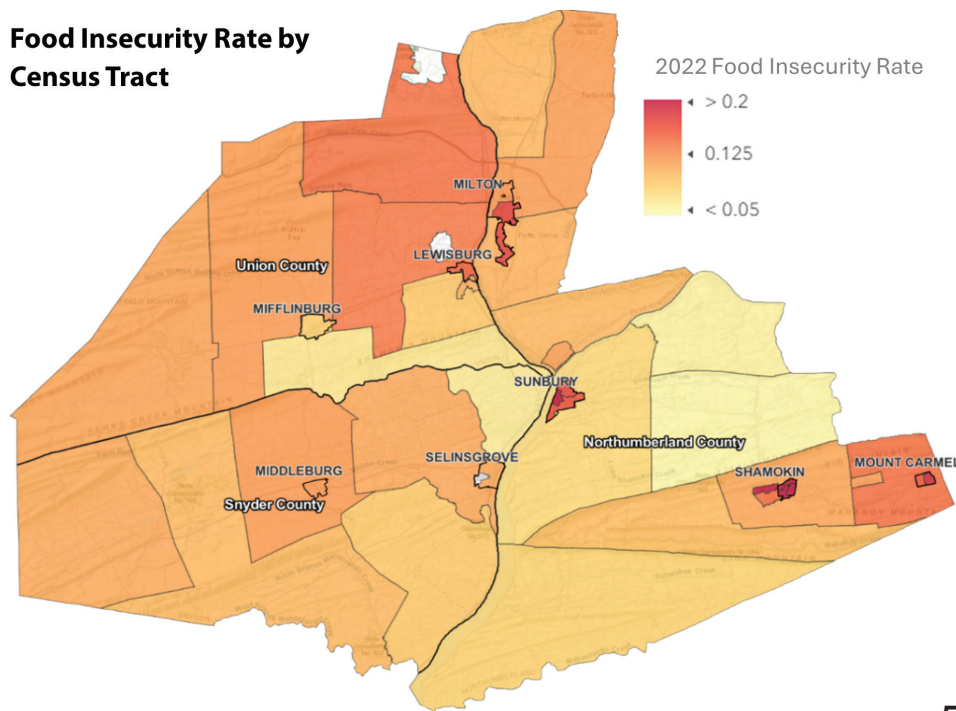 Food Insecurity Rate by
Census Tract
2022 Food Insecurity Rate
> 0.2
0.125
< 0.05
MILTON
LEWISBURG
Union County
MIFFLINBURG
SUNBURY
Northumberland County
SELINSGROVE
MIDDLEBURG
SHAMOKIN
MOUNT CARMEL
Snyder County